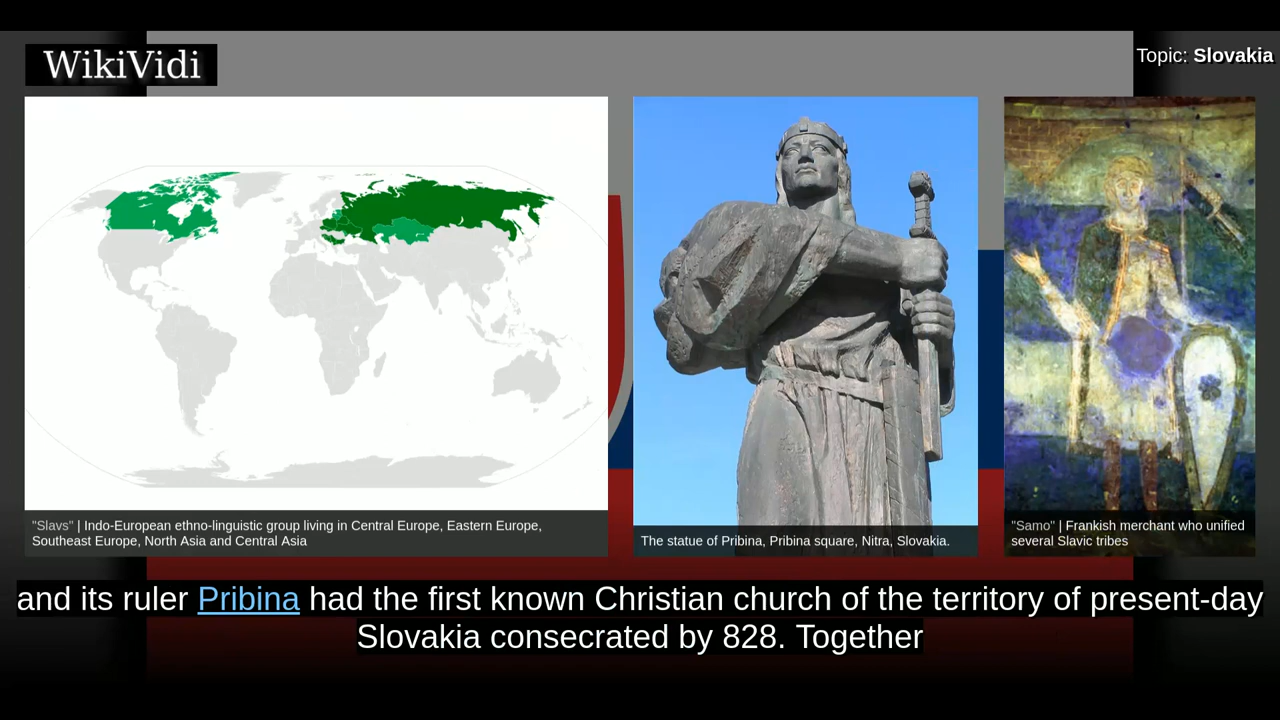 WikiVidi
Topic: Slovakia
"Slavs" | Indo-European ethno-linguistic group living in Central Europe, Eastern Europe,
Southeast Europe, North Asia and Central Asia
The statue of Pribina, Pribina square, Nitra, Slovakia.
"Samo" | Frankish merchant who unified
several Slavic tribes
and its ruler Pribina had the first known Christian church of the territory of present-day
Slovakia consecrated by 828. Together